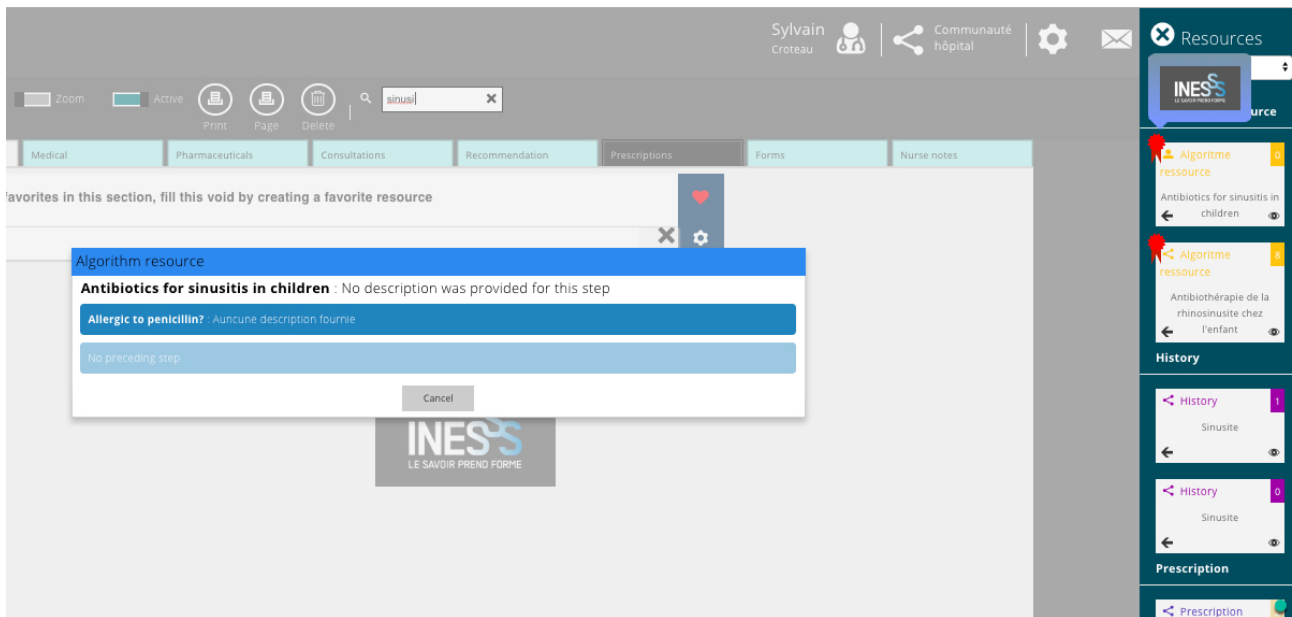 Sylvain
Croteau
Communauté
hôpital
Resources
INESSS
LE SAVOIR PREND FORME
urce
Zoom
Active
Print
Page
Delete
sinusi
Medical
Pharmaceuticals
Consultations
Recommendation
Prescriptions
Forms
Nurse notes
favorites in this section, fill this void by creating a favorite resource
Algorithm resource
Antibiotics for sinusitis in children : No description was provided for this step
Allergic to penicillin? : Auncune description fournie
No preceding step
Cancel
INESSS
LE SAVOIR PREND FORME
Algoritme
ressource
0
Antibiotics for sinusitis in
children
Algoritme
ressource
8
Antibiothérapie de la
rhinosinusite chez
l'enfant
History
History
1
Sinusite
History
0
Sinusite
Prescription
Prescription